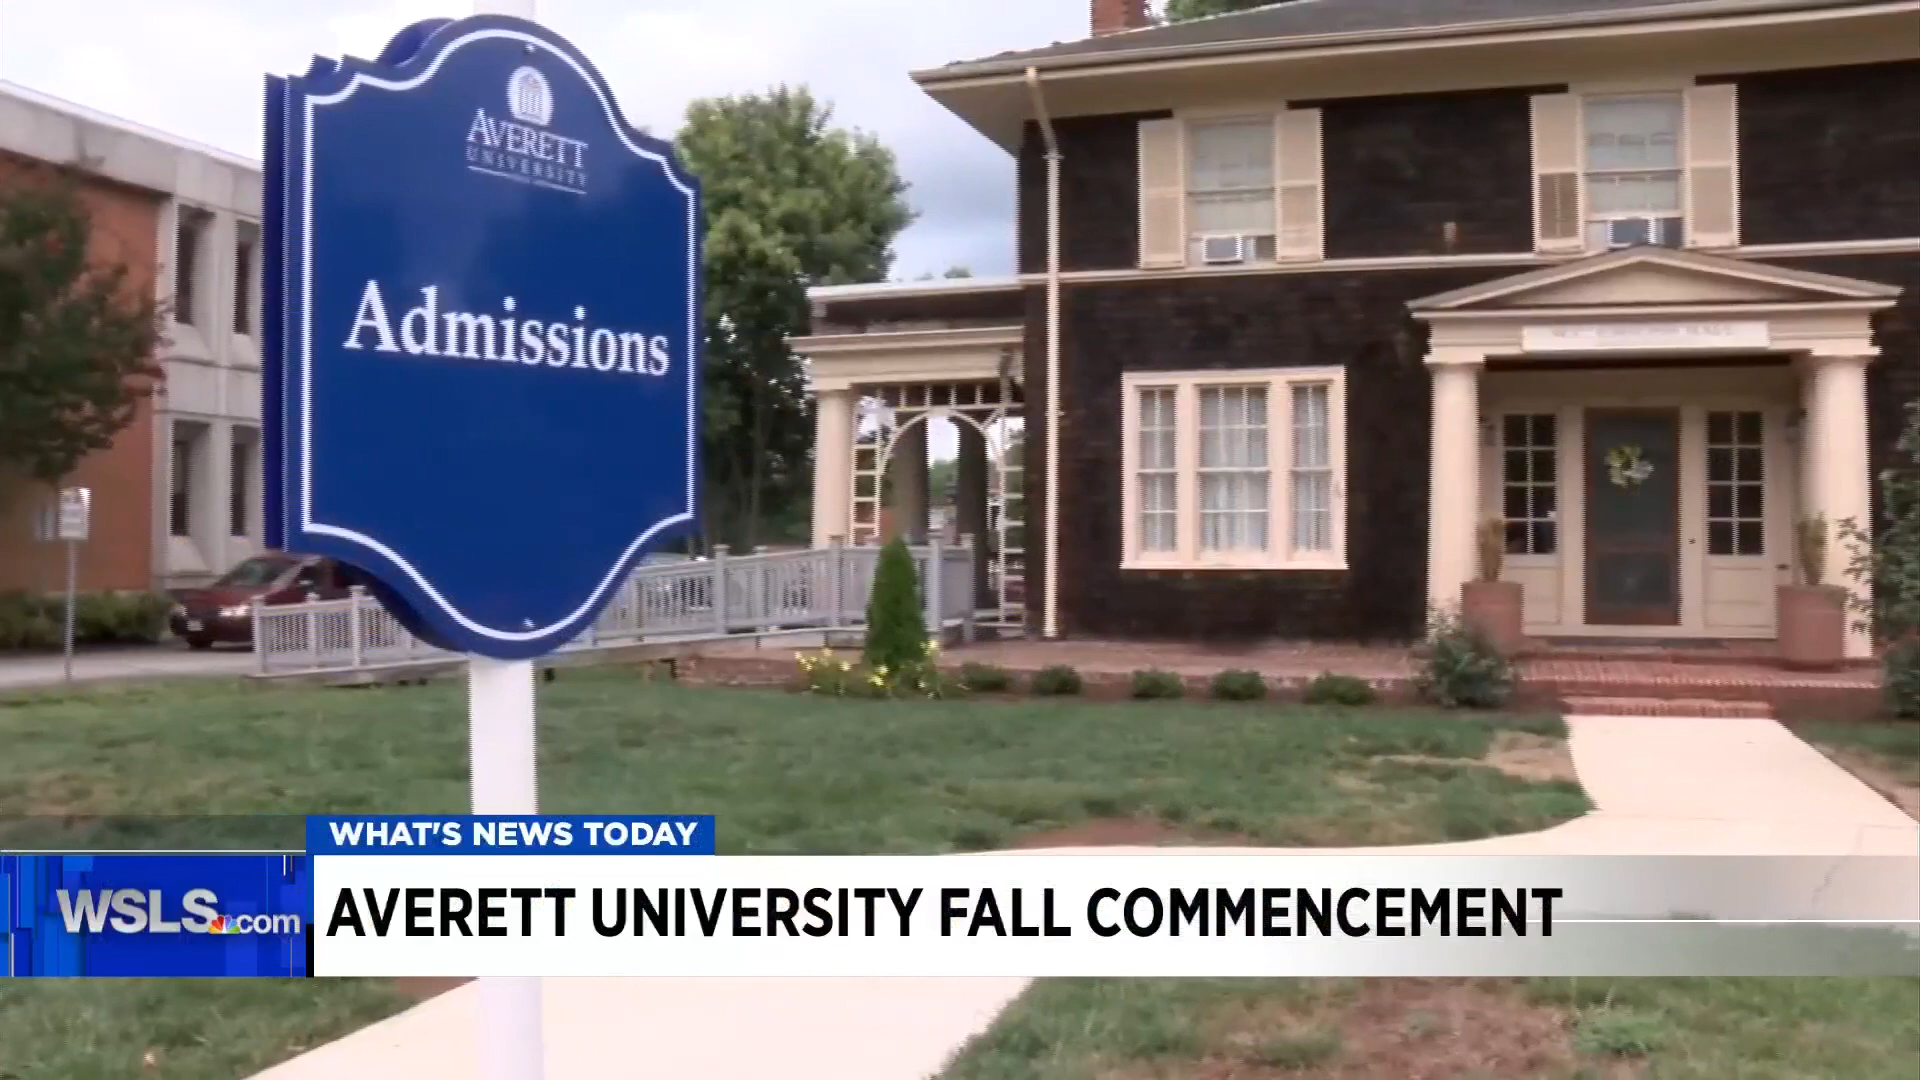 AVERETT
UNIVERSITY
Admissions
WHAT'S NEWS TODAY
WSLS.com
AVERETT UNIVERSITY FALL COMMENCEMENT